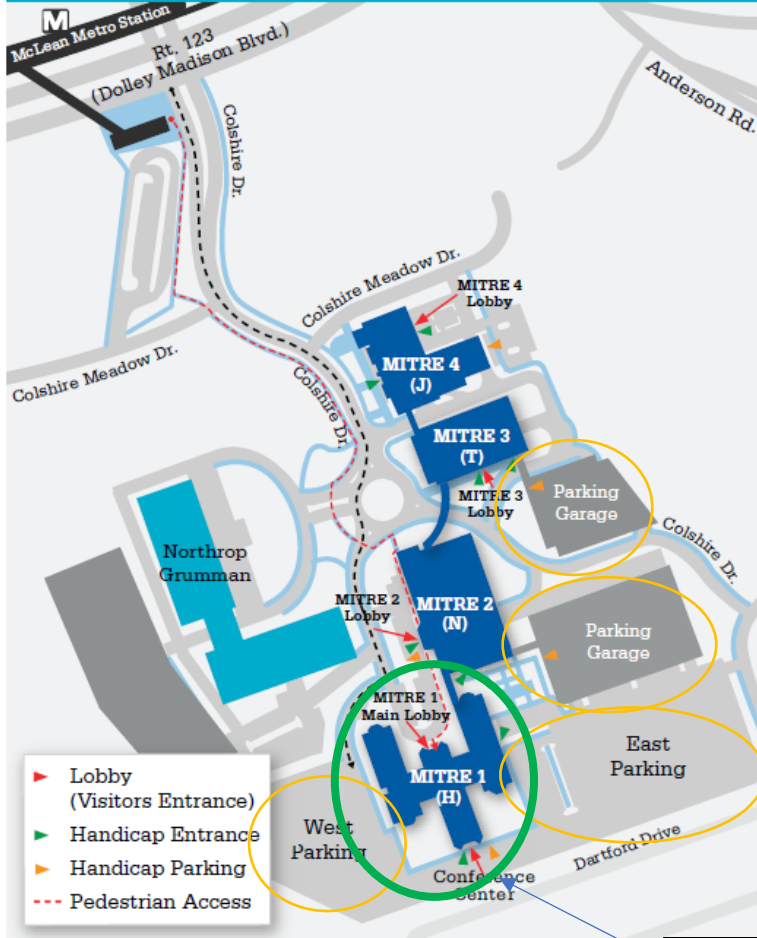 M
McLean Metro Station
Rt. 123
(Dolley Madison Blvd.)
Anderson Rd.
Colshire Dr.
Colshire Meadow Dr.
MITRE 4
Lobby
Colshire Meadow Dr.
Colshire Dr.
MITRE 4
(J)
MITRE 3
(T)
MITRE 3
Lobby
Parking
Garage
Colshire Dr.
Northrop
Grumman
MITRE 2
Lobby
MITRE 2
(N)
Parking
Garage
MITRE 1
Main Lobby
MITRE 1
(H)
East
Parking
West
Parking
Dartford Drive
Conference
Center
Lobby
(Visitors Entrance)
Handicap Entrance
Handicap Parking
Pedestrian Access